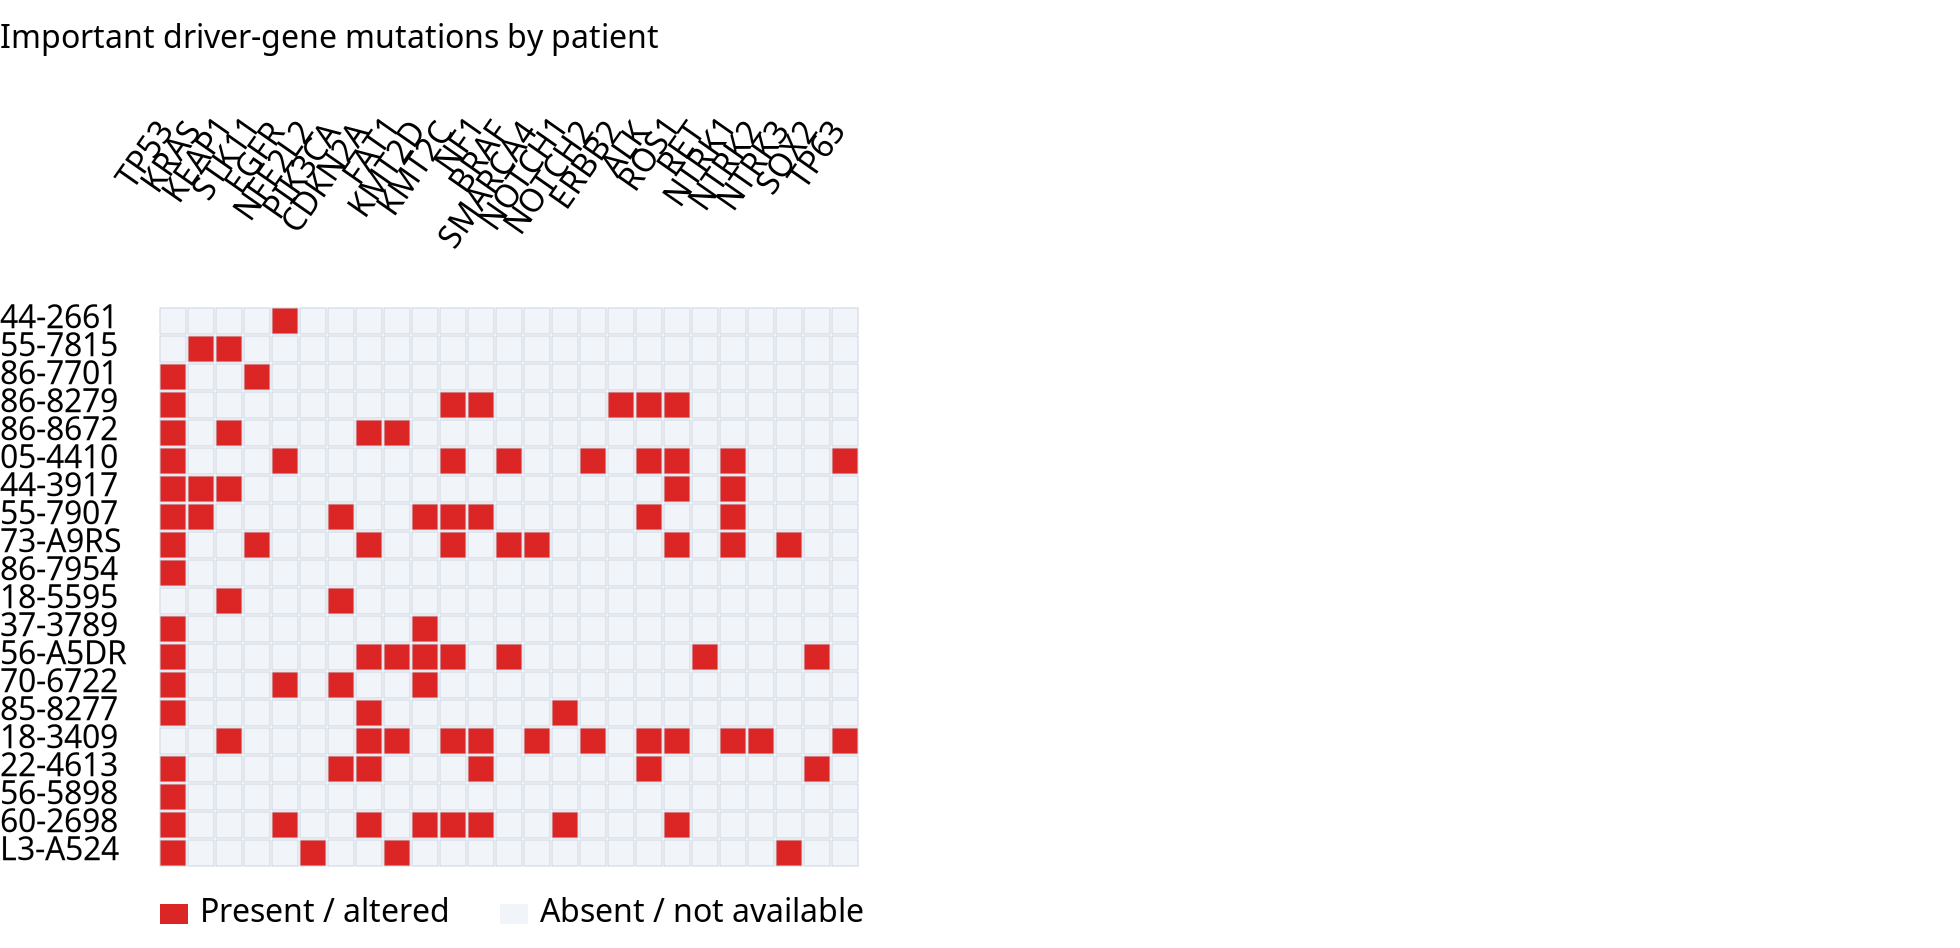 Important driver-gene mutations by patient
TP53
KRAS
KEAP1
STK11
EGFR
NFE2L2
PIK3CA
CDKN2A
FAT1
KMT2D
KMT2C
NF1
BRAF
SMARCA4
NOTCH1
NOTCH2
ERBB2
ALK
ROS1
RET
NTRK1
NTRK2
NTRK3
SOX2
TP63
44-2661
55-7815
86-7701
86-8279
86-8672
05-4410
44-3917
55-7907
73-A9RS
86-7954
18-5595
37-3789
56-A5DR
70-6722
85-8277
18-3409
22-4613
56-5898
60-2698
L3-A524
Present / altered Absent / not available